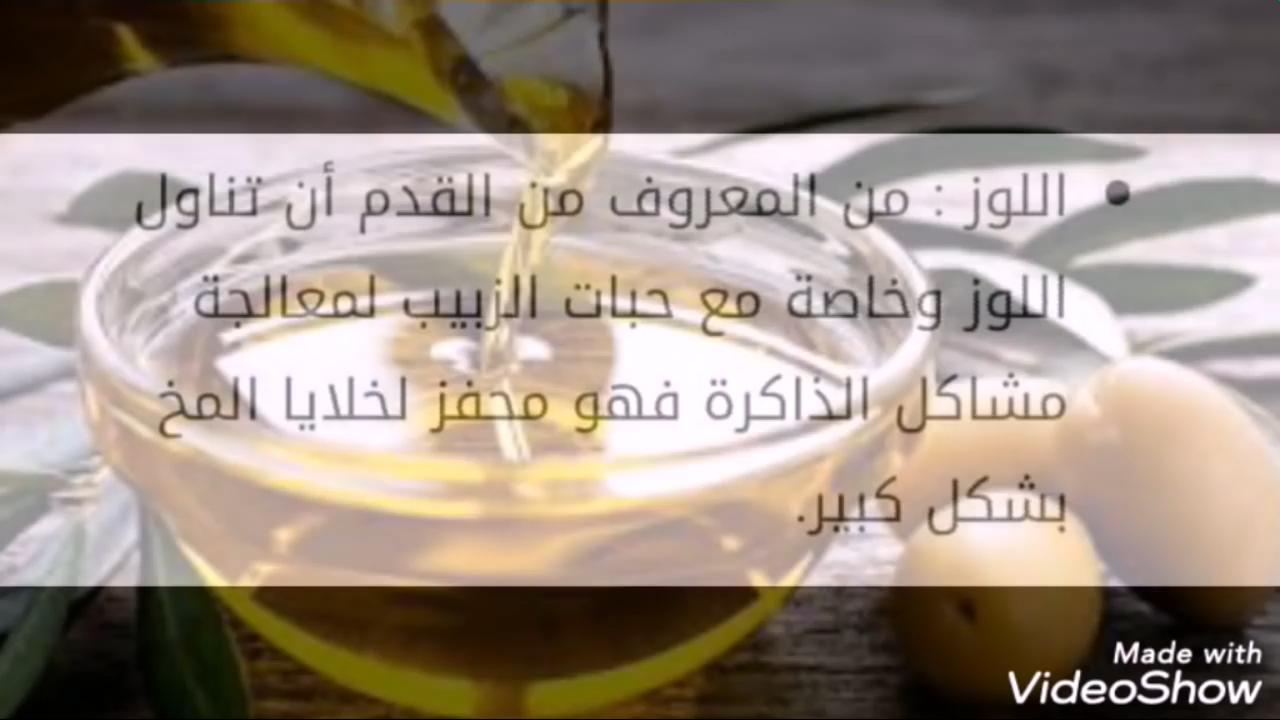 • اللوز : من المعروف من القدم أن تناول
اللوز وخاصة مع حبات الزبيب لمعالجة
مشاكل الذاكرة فهو محفز لخلايا المخ
بشكل كبير.
Made with
VideoShow